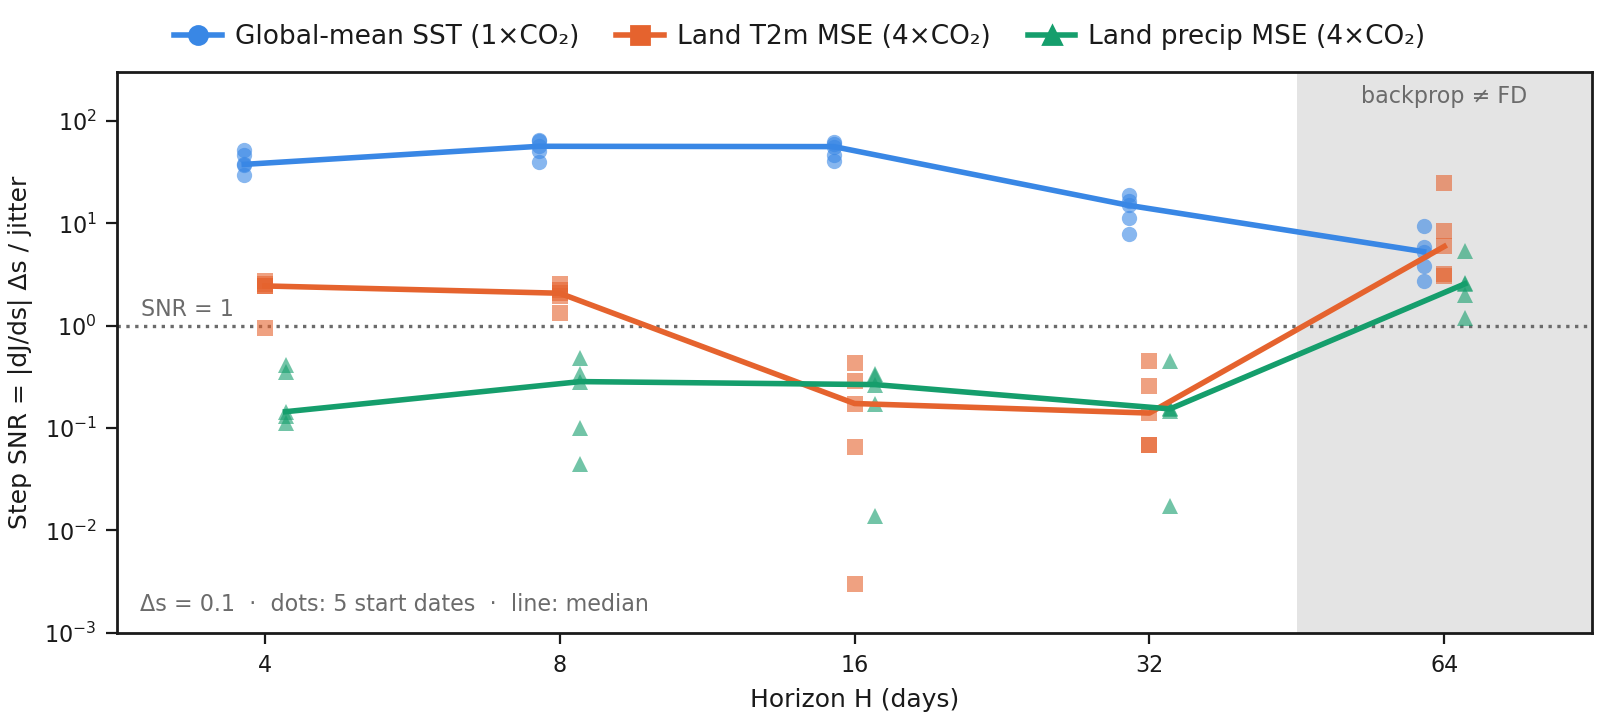 Global-mean SST (1×CO₂)
Land T2m MSE (4×CO₂)
Land precip MSE (4×CO₂)
backprop ≠ FD
Step SNR = |dJ/ds| Δs / jitter
10²
10¹
10⁰
10⁻¹
10⁻²
10⁻³
SNR = 1
Δs = 0.1 · dots: 5 start dates · line: median
4 8 16 32 64
Horizon H (days)